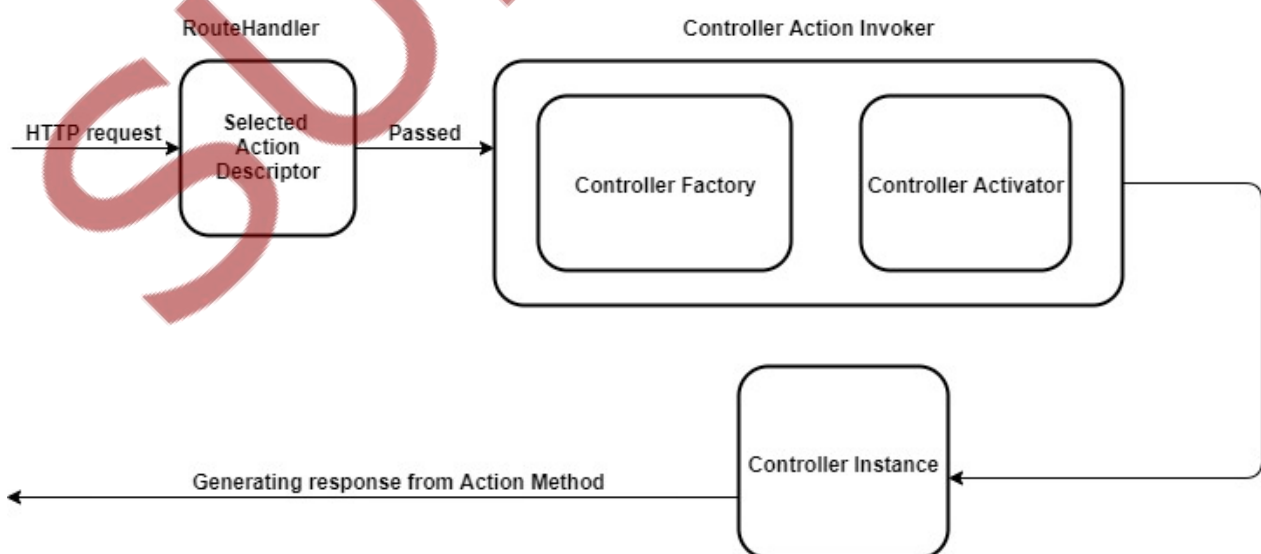 RouteHandler
Controller Action Invoker
HTTP request
Selected
Action
Descriptor
Passed
Controller Factory
Controller Activator
Controller Instance
Generating response from Action Method